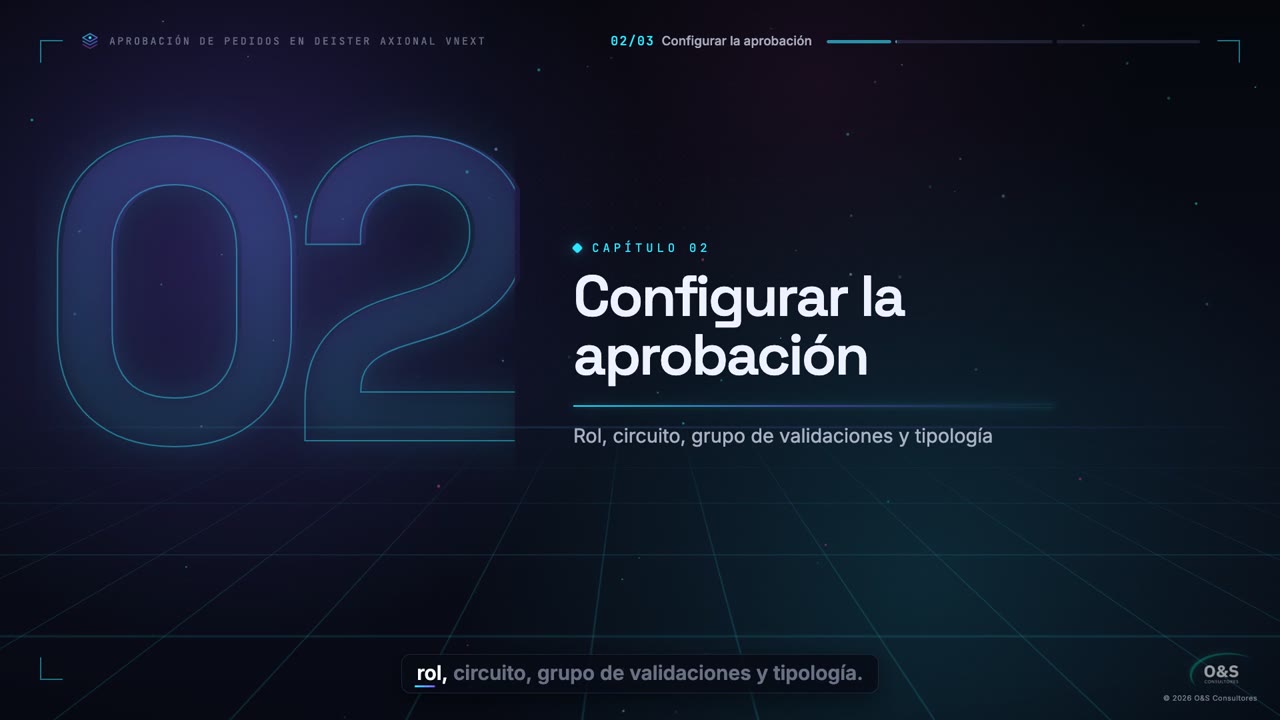 APROBACIÓN DE PEDIDOS EN DEISTER AXIONAL VNEXT
02/03 Configurar la aprobación
02
CAPÍTULO 02
Configurar la
aprobación
Rol, circuito, grupo de validaciones y tipología
rol, circuito, grupo de validaciones y tipología.
O&S
CONSULTORES
© 2026 O&S Consultores